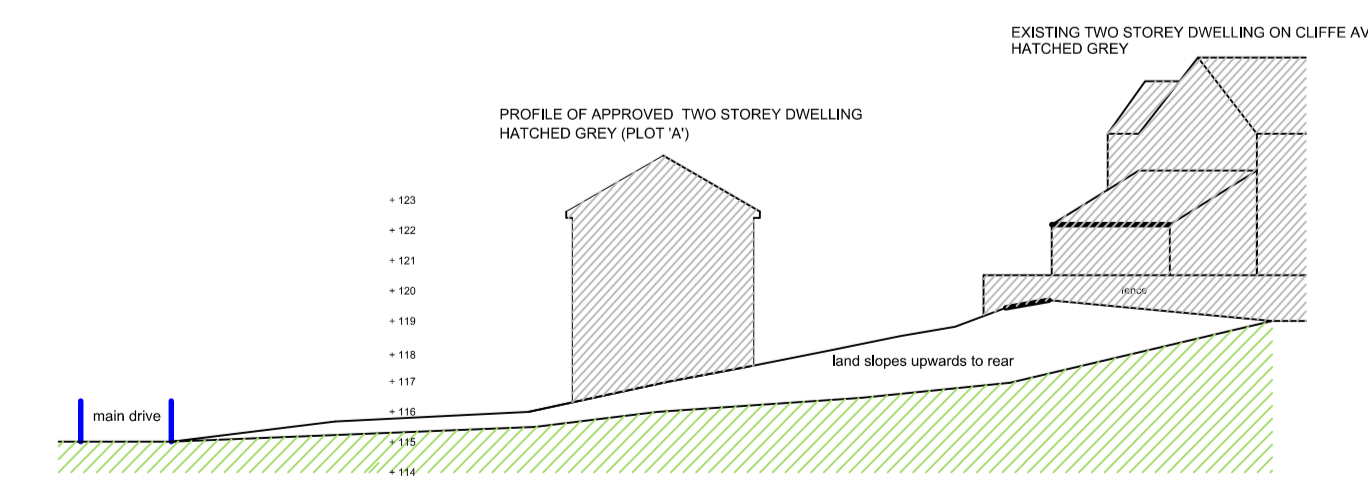 EXISTING TWO STOREY DWELLING ON CLIFFE AV
HATCHED GREY
PROFILE OF APPROVED TWO STOREY DWELLING
HATCHED GREY (PLOT 'A')
+ 123
+ 122
+ 121
+ 120
+ 119
+ 118
+ 117
+ 116
+ 115
+ 114
fence
land slopes upwards to rear
main drive